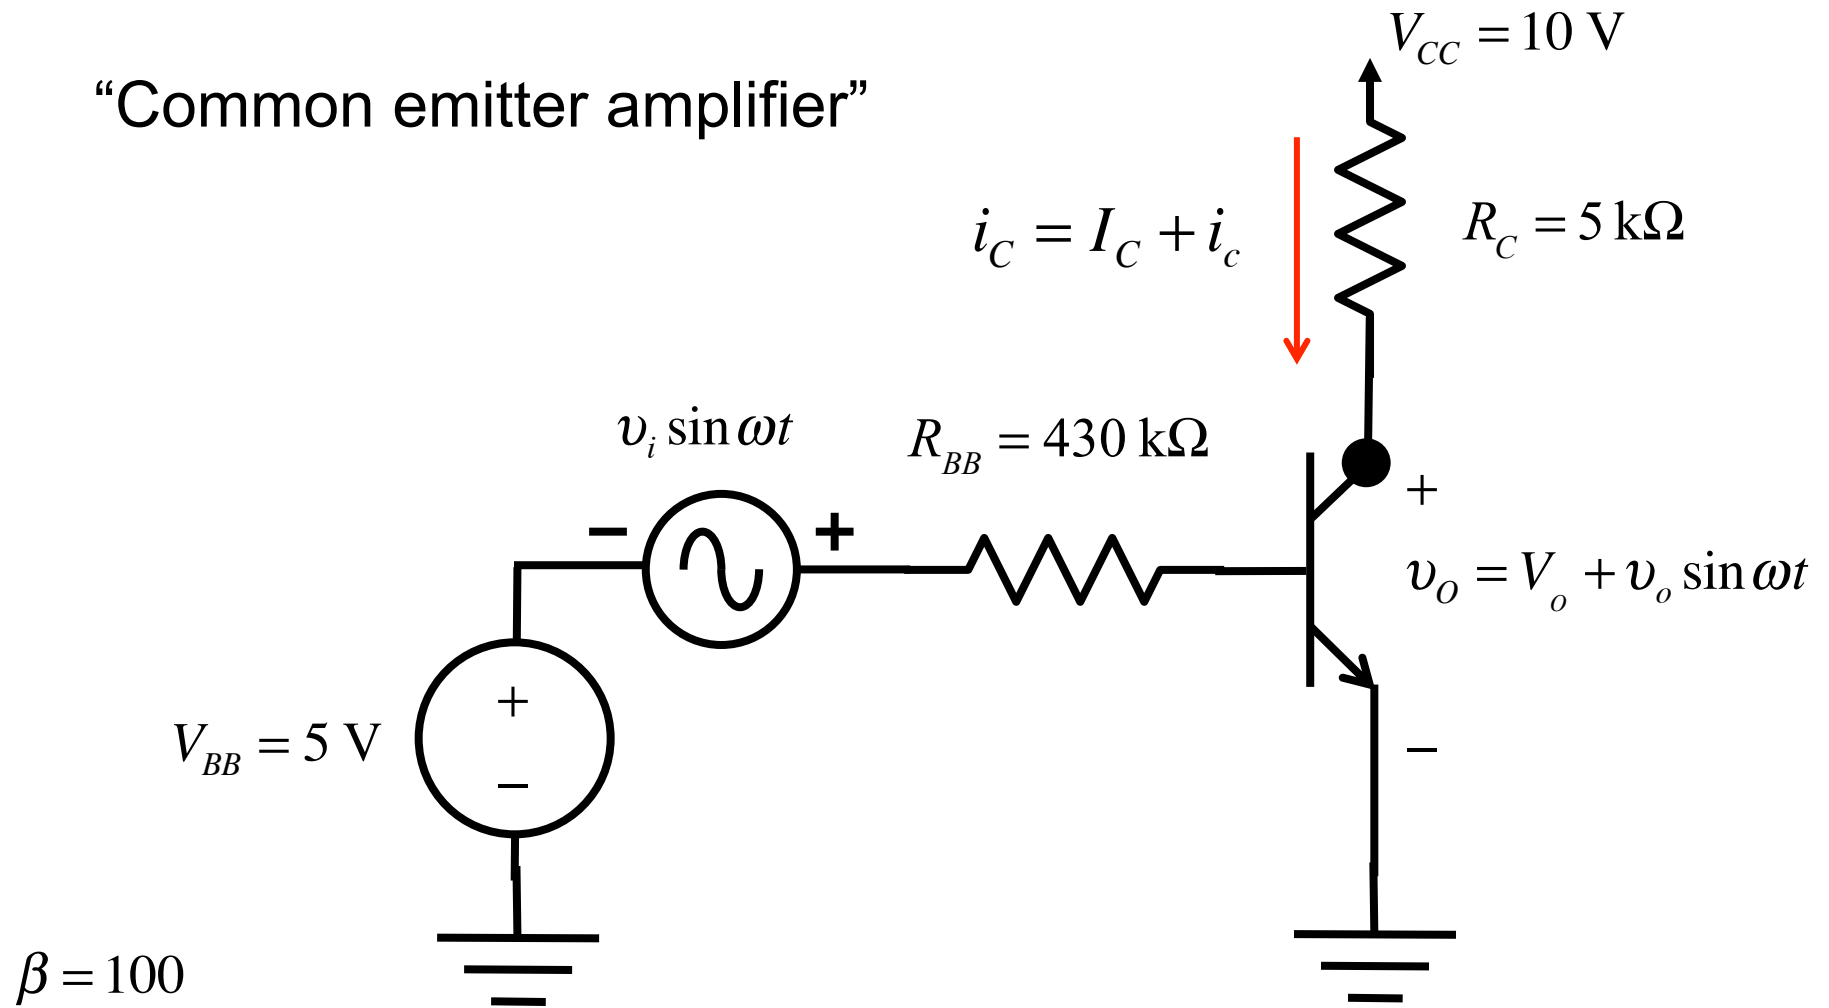 V_CC = 10 V
“Common emitter amplifier”
i_C = I_C + i_c
R_C = 5 kΩ
υ_i sin ωt
R_BB = 430 kΩ
− +
+
υ_O = V_o + υ_o sin ωt
−
V_BB = 5 V
+
−
β = 100